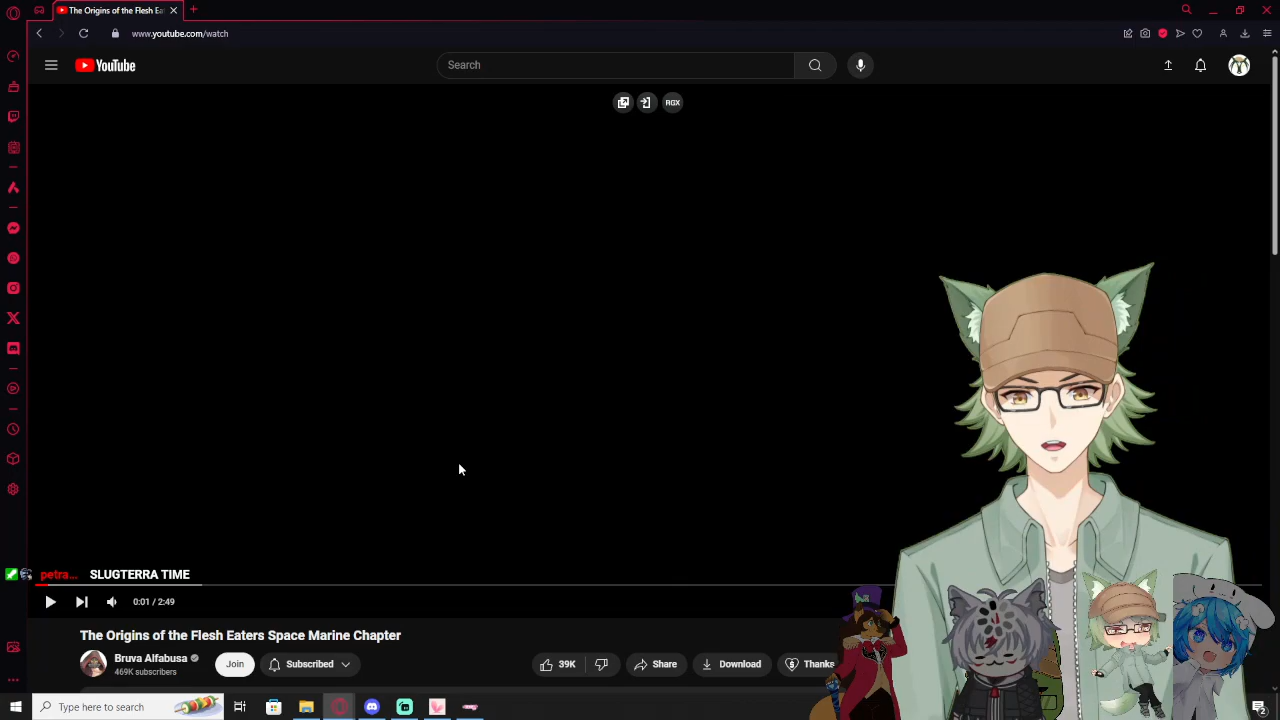 The Origins of the Flesh Eat
www.youtube.com/watch
YouTube
Search
RGX
petra...
SLUGTERRA TIME
0:01 / 2:49
The Origins of the Flesh Eaters Space Marine Chapter
Bruva Alfabusa
469K subscribers
Join
Subscribed
39K
Share
Download
Thanks
Type here to search
2